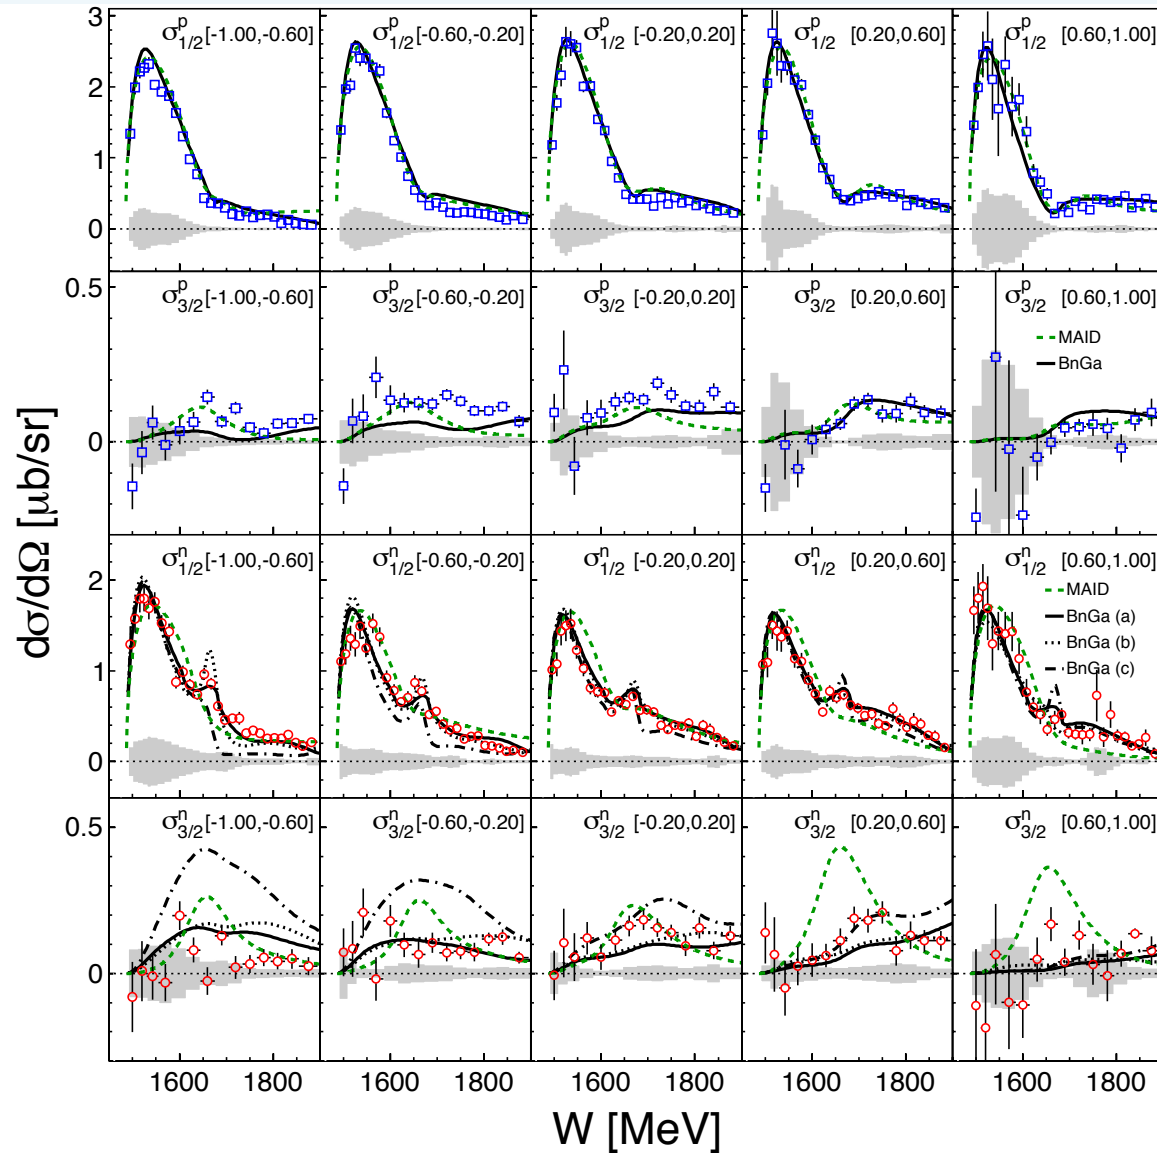 3
2
1
0
σ^p_{1/2} [-1.00,-0.60]
σ^p_{1/2} [-0.60,-0.20]
σ^p_{1/2} [-0.20,0.20]
σ^p_{1/2} [0.20,0.60]
σ^p_{1/2} [0.60,1.00]
0.5
0
σ^p_{3/2} [-1.00,-0.60]
σ^p_{3/2} [-0.60,-0.20]
σ^p_{3/2} [-0.20,0.20]
σ^p_{3/2} [0.20,0.60]
σ^p_{3/2} [0.60,1.00]
MAID
BnGa
dσ/dΩ [μb/sr]
2
1
0
σ^n_{1/2} [-1.00,-0.60]
σ^n_{1/2} [-0.60,-0.20]
σ^n_{1/2} [-0.20,0.20]
σ^n_{1/2} [0.20,0.60]
σ^n_{1/2} [0.60,1.00]
MAID
BnGa (a)
BnGa (b)
BnGa (c)
0.5
0
σ^n_{3/2} [-1.00,-0.60]
σ^n_{3/2} [-0.60,-0.20]
σ^n_{3/2} [-0.20,0.20]
σ^n_{3/2} [0.20,0.60]
σ^n_{3/2} [0.60,1.00]
1600 1800 1600 1800 1600 1800 1600 1800 1600 1800
W [MeV]